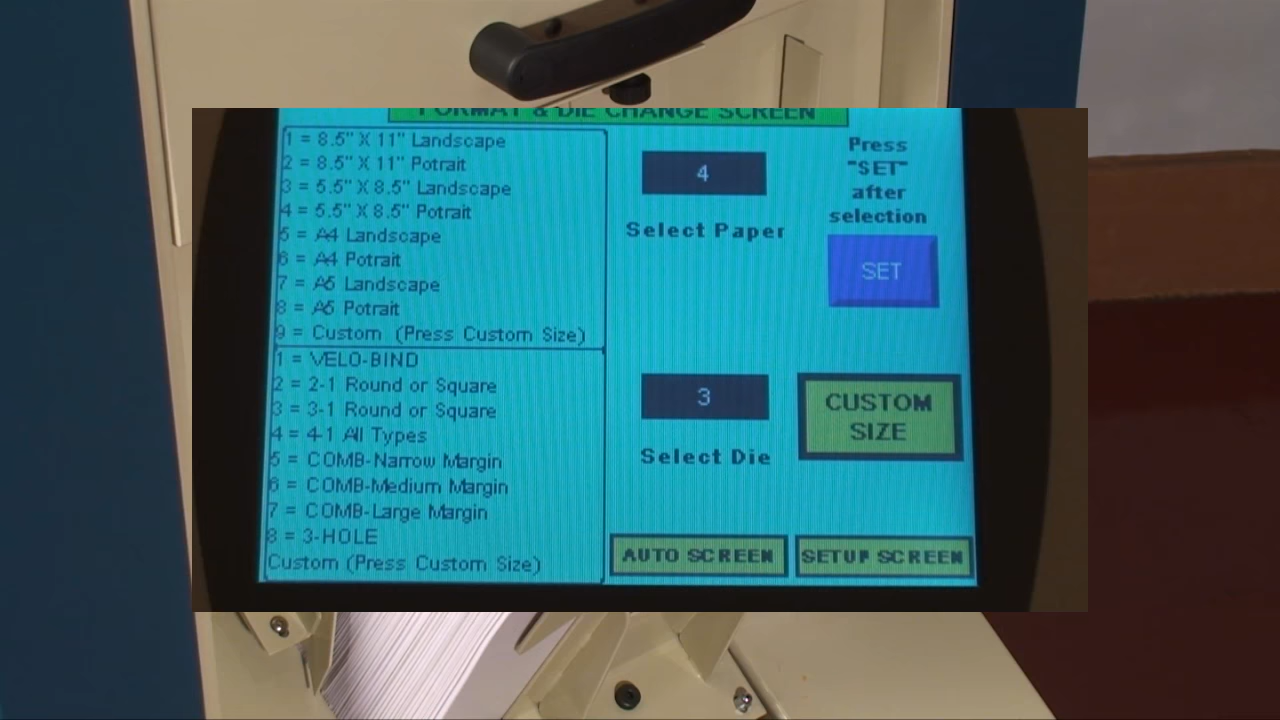 FORMAT & DIE CHANGE SCREEN
1 = 8.5" X 11" Landscape
2 = 8.5" X 11" Potrait
3 = 5.5" X 8.5" Landscape
4 = 5.5" X 8.5" Potrait
5 = A4 Landscape
6 = A4 Potrait
7 = A5 Landscape
8 = A5 Potrait
9 = Custom (Press Custom Size)
1 = VELO-BIND
2 = 2-1 Round or Square
3 = 3-1 Round or Square
4 = 4-1 All Types
5 = COMB-Narrow Margin
6 = COMB-Medium Margin
7 = COMB-Large Margin
8 = 3-HOLE
Custom (Press Custom Size)
4
Select Paper
3
Select Die
Press
"SET"
after
selection
SET
CUSTOM
SIZE
AUTO SCREEN
SETUP SCREEN